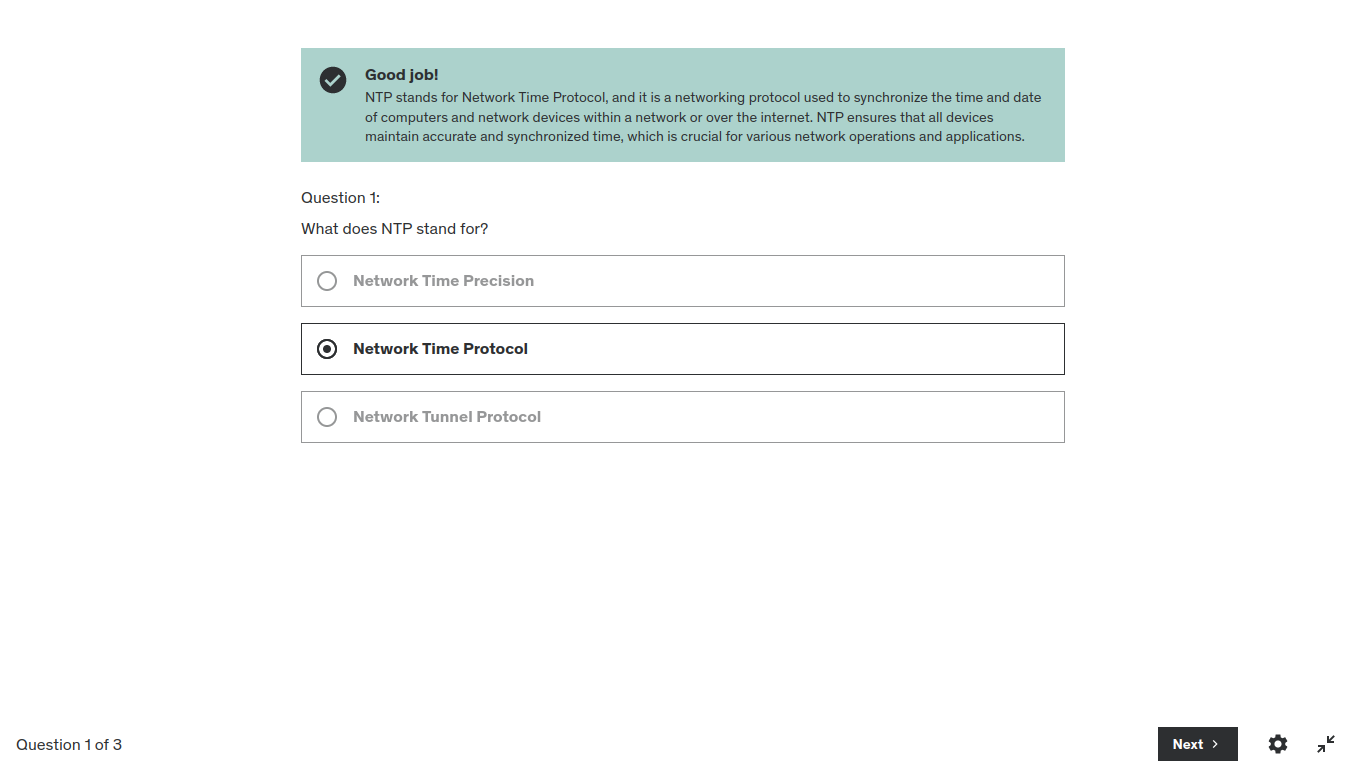 Good job!
NTP stands for Network Time Protocol, and it is a networking protocol used to synchronize the time and date
of computers and network devices within a network or over the internet. NTP ensures that all devices
maintain accurate and synchronized time, which is crucial for various network operations and applications.
Question 1:
What does NTP stand for?
Network Time Precision
Network Time Protocol
Network Tunnel Protocol
Question 1 of 3
Next